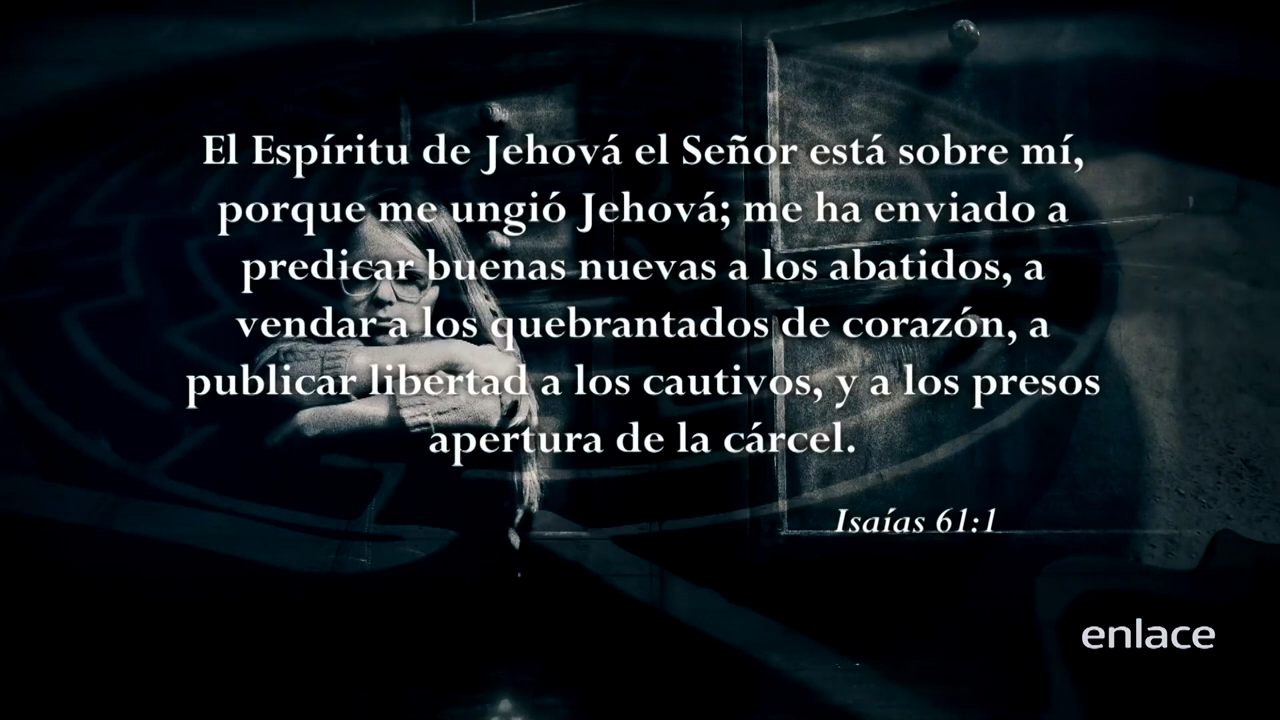 El Espíritu de Jehová el Señor está sobre mí,
porque me ungió Jehová; me ha enviado a
predicar buenas nuevas a los abatidos, a
vendar a los quebrantados de corazón, a
publicar libertad a los cautivos, y a los presos
apertura de la cárcel.
Isaías 61:1
enlace